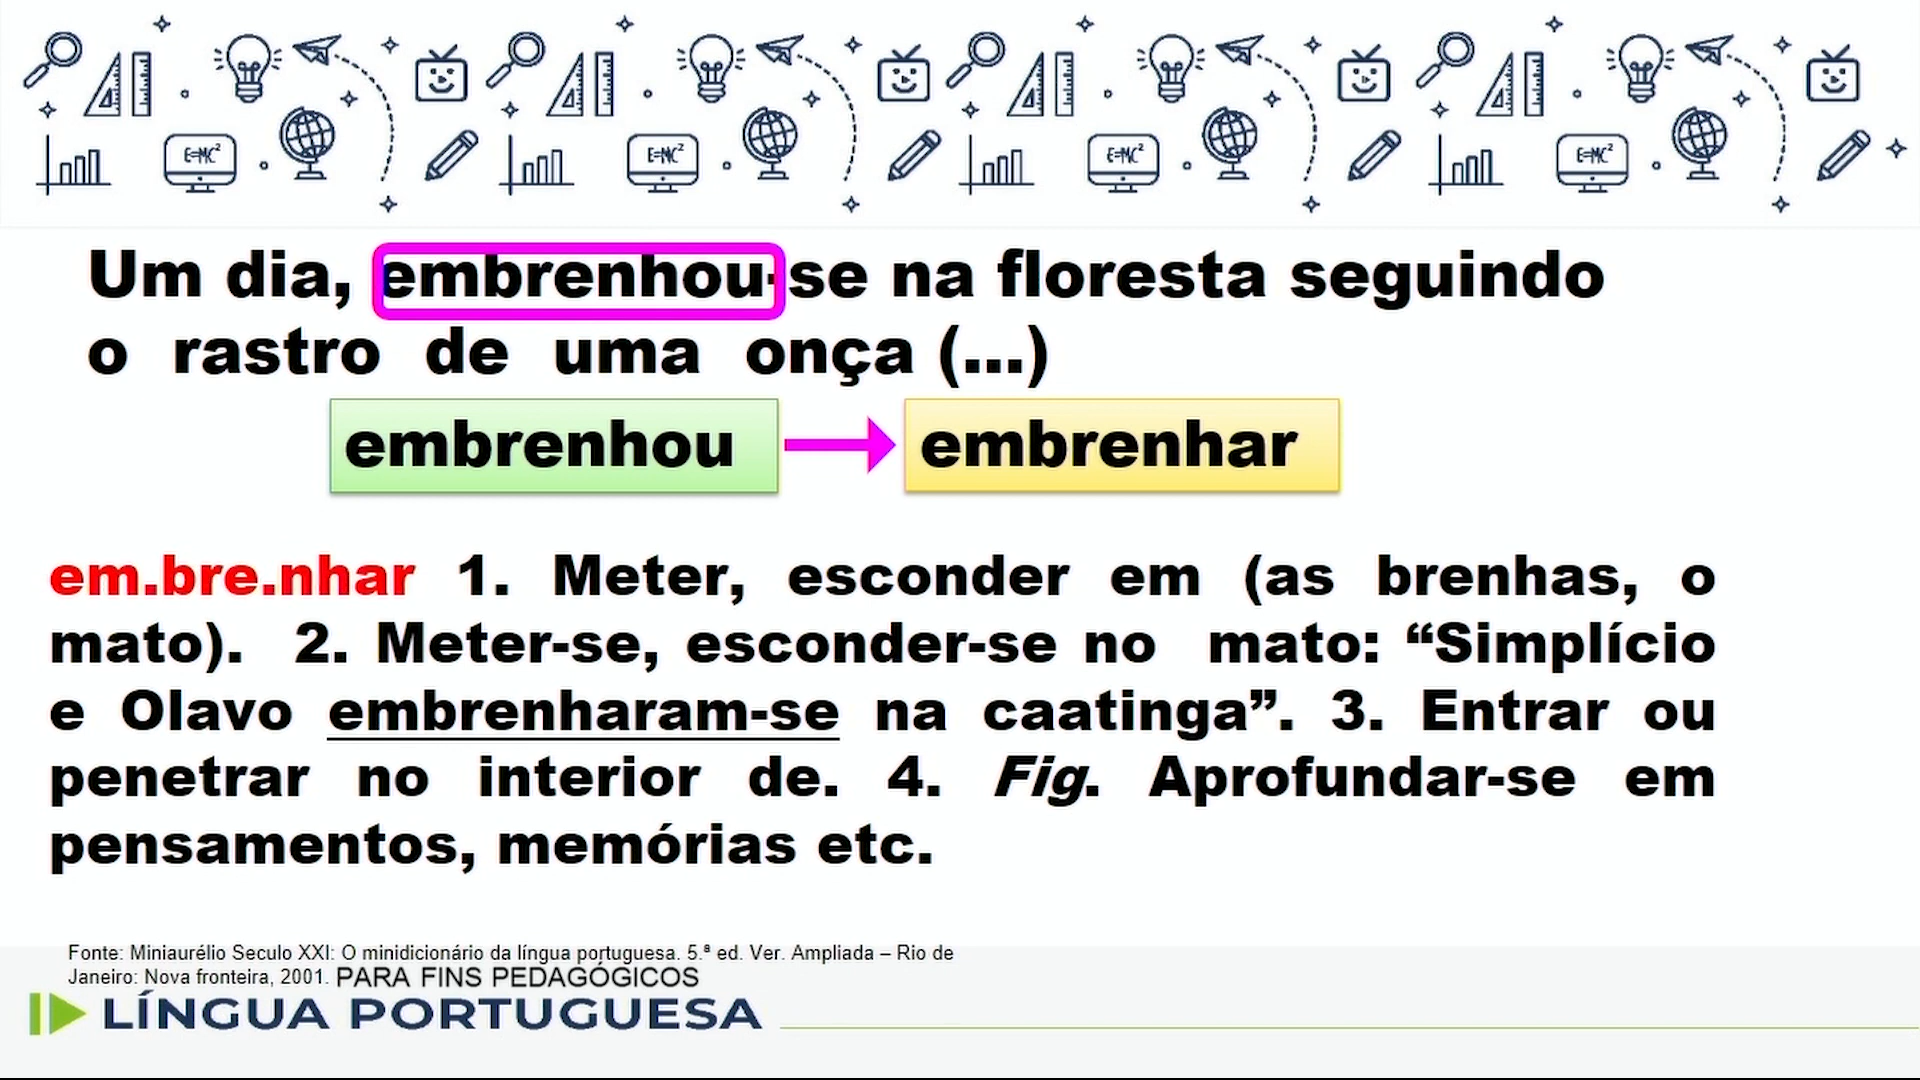 E=MC² E=MC² E=MC² E=MC²
Um dia, embrenhou-se na floresta seguindo
o rastro de uma onça (...)
embrenhou embrenhar
em.bre.nhar 1. Meter, esconder em (as brenhas, o
mato). 2. Meter-se, esconder-se no mato: “Simplício
e Olavo embrenharam-se na caatinga”. 3. Entrar ou
penetrar no interior de. 4. Fig. Aprofundar-se em
pensamentos, memórias etc.
Fonte: Miniaurélio Seculo XXI: O minidicionário da língua portuguesa. 5.ª ed. Ver. Ampliada – Rio de
Janeiro: Nova fronteira, 2001. PARA FINS PEDAGÓGICOS
LÍNGUA PORTUGUESA